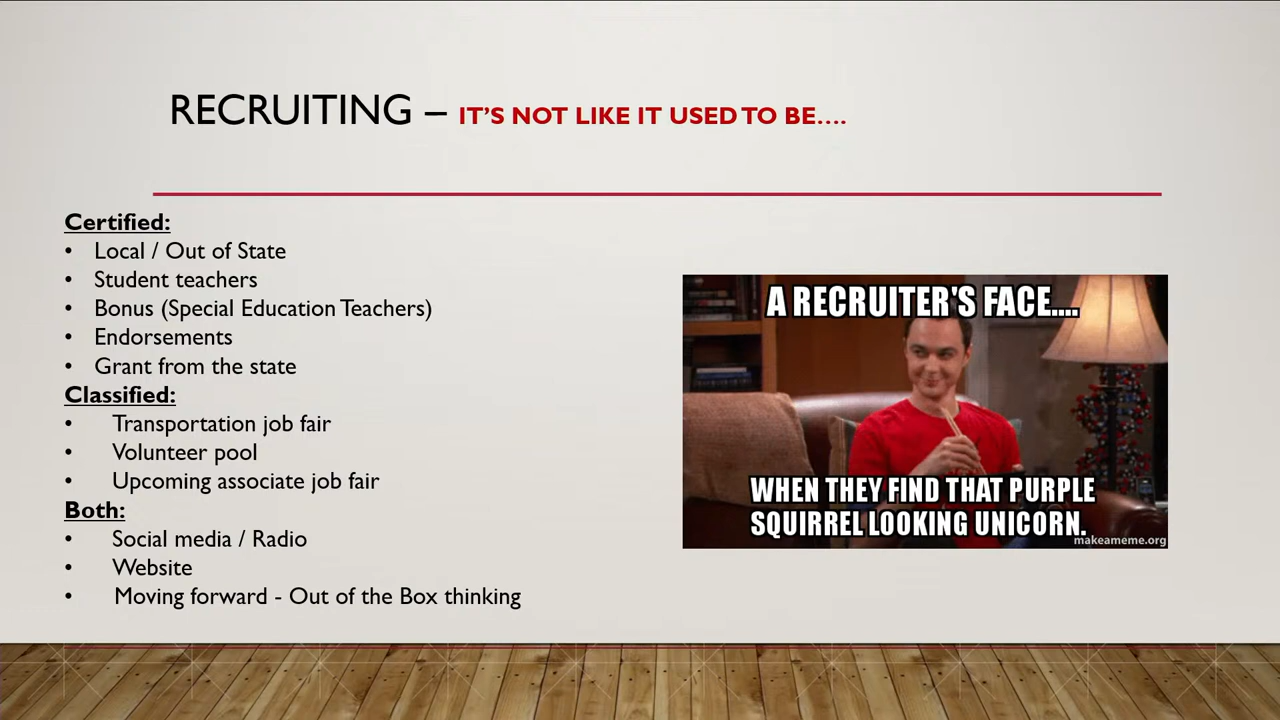 RECRUITING – IT'S NOT LIKE IT USED TO BE....
Certified:
• Local / Out of State
• Student teachers
• Bonus (Special Education Teachers)
• Endorsements
• Grant from the state
Classified:
• Transportation job fair
• Volunteer pool
• Upcoming associate job fair
Both:
• Social media / Radio
• Website
• Moving forward - Out of the Box thinking
A RECRUITER'S FACE....
WHEN THEY FIND THAT PURPLE
SQUIRREL LOOKING UNICORN.
makeameme.org